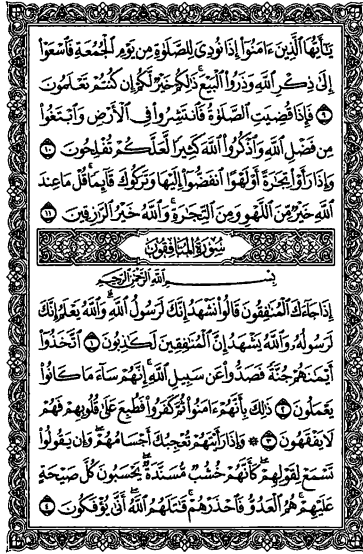 يَٰٓأَيُّهَا ٱلَّذِينَ ءَامَنُوٓا۟ إِذَا نُودِىَ لِلصَّلَوٰةِ مِن يَوْمِ ٱلْجُمُعَةِ فَٱسْعَوْا۟
إِلَىٰ ذِكْرِ ٱللَّهِ وَذَرُوا۟ ٱلْبَيْعَ ۚ ذَٰلِكُمْ خَيْرٌ لَّكُمْ إِن كُنتُمْ تَعْلَمُونَ
٩ فَإِذَا قُضِيَتِ ٱلصَّلَوٰةُ فَٱنتَشِرُوا۟ فِى ٱلْأَرْضِ وَٱبْتَغُوا۟
مِن فَضْلِ ٱللَّهِ وَٱذْكُرُوا۟ ٱللَّهَ كَثِيرًا لَّعَلَّكُمْ تُفْلِحُونَ ١٠
وَإِذَا رَأَوْا۟ تِجَٰرَةً أَوْ لَهْوًا ٱنفَضُّوٓا۟ إِلَيْهَا وَتَرَكُوكَ قَآئِمًا ۚ قُلْ مَا عِندَ
ٱللَّهِ خَيْرٌ مِّنَ ٱللَّهْوِ وَمِنَ ٱلتِّجَٰرَةِ ۚ وَٱللَّهُ خَيْرُ ٱلرَّٰزِقِينَ ١١
سُورَةُ المُنَافِقُونَ
بِسْمِ ٱللَّهِ ٱلرَّحْمَٰنِ ٱلرَّحِيمِ
إِذَا جَآءَكَ ٱلْمُنَٰفِقُونَ قَالُوا۟ نَشْهَدُ إِنَّكَ لَرَسُولُ ٱللَّهِ ۗ وَٱللَّهُ يَعْلَمُ إِنَّكَ
لَرَسُولُهُۥ وَٱللَّهُ يَشْهَدُ إِنَّ ٱلْمُنَٰفِقِينَ لَكَٰذِبُونَ ١ ٱتَّخَذُوٓا۟
أَيْمَٰنَهُمْ جُنَّةً فَصَدُّوا۟ عَن سَبِيلِ ٱللَّهِ ۚ إِنَّهُمْ سَآءَ مَا كَانُوا۟
يَعْمَلُونَ ٢ ذَٰلِكَ بِأَنَّهُمْ ءَامَنُوا۟ ثُمَّ كَفَرُوا۟ فَطُبِعَ عَلَىٰ قُلُوبِهِمْ فَهُمْ
لَا يَفْقَهُونَ ٣ ۞ وَإِذَا رَأَيْتَهُمْ تُعْجِبُكَ أَجْسَامُهُمْ ۖ وَإِن يَقُولُوا۟
تَسْمَعْ لِقَوْلِهِمْ ۖ كَأَنَّهُمْ خُشُبٌ مُّسَنَّدَةٌ ۖ يَحْسَبُونَ كُلَّ صَيْحَةٍ
عَلَيْهِمْ ۚ هُمُ ٱلْعَدُوُّ فَٱحْذَرْهُمْ ۚ قَٰتَلَهُمُ ٱللَّهُ ۖ أَنَّىٰ يُؤْفَكُونَ ٤